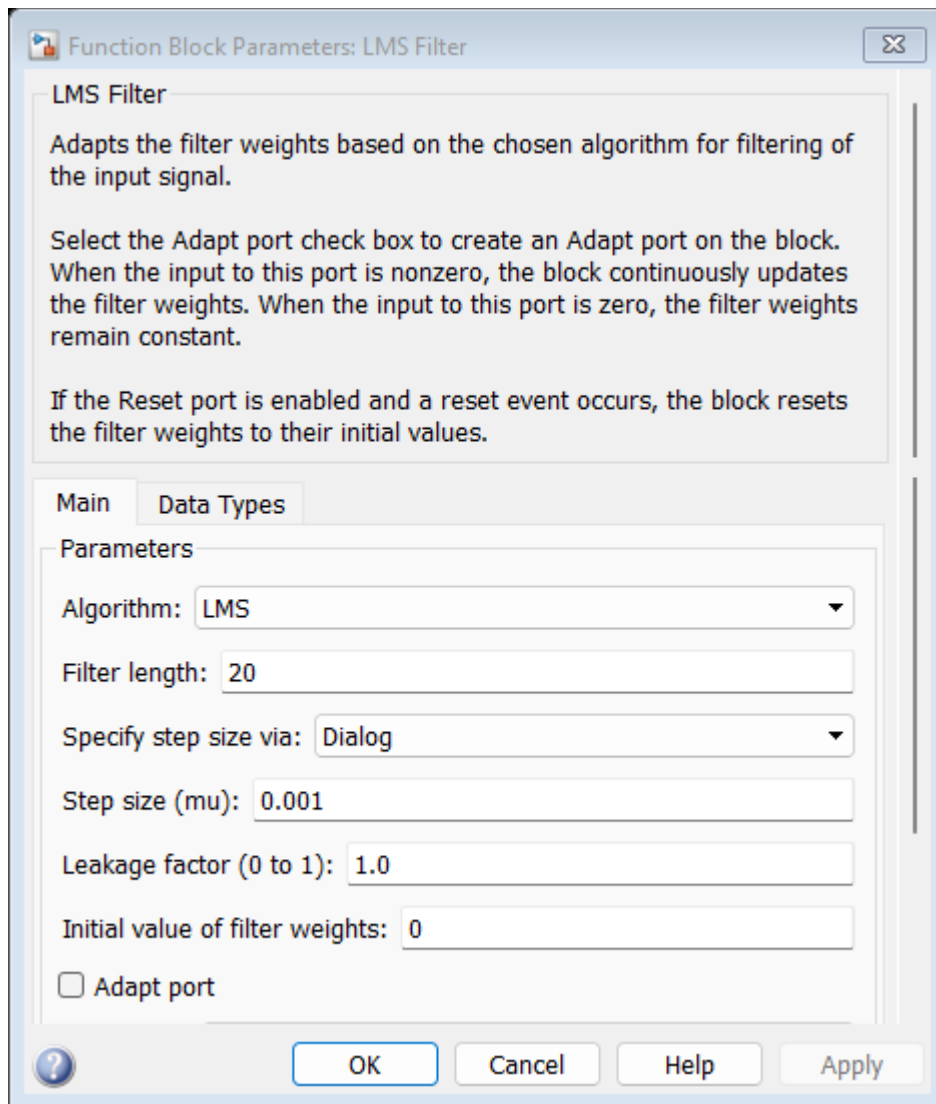 Function Block Parameters: LMS Filter
LMS Filter
Adapts the filter weights based on the chosen algorithm for filtering of
the input signal.
Select the Adapt port check box to create an Adapt port on the block.
When the input to this port is nonzero, the block continuously updates
the filter weights. When the input to this port is zero, the filter weights
remain constant.
If the Reset port is enabled and a reset event occurs, the block resets
the filter weights to their initial values.
Main Data Types
Parameters
Algorithm: LMS
Filter length: 20
Specify step size via: Dialog
Step size (mu): 0.001
Leakage factor (0 to 1): 1.0
Initial value of filter weights: 0
Adapt port
? OK Cancel Help Apply